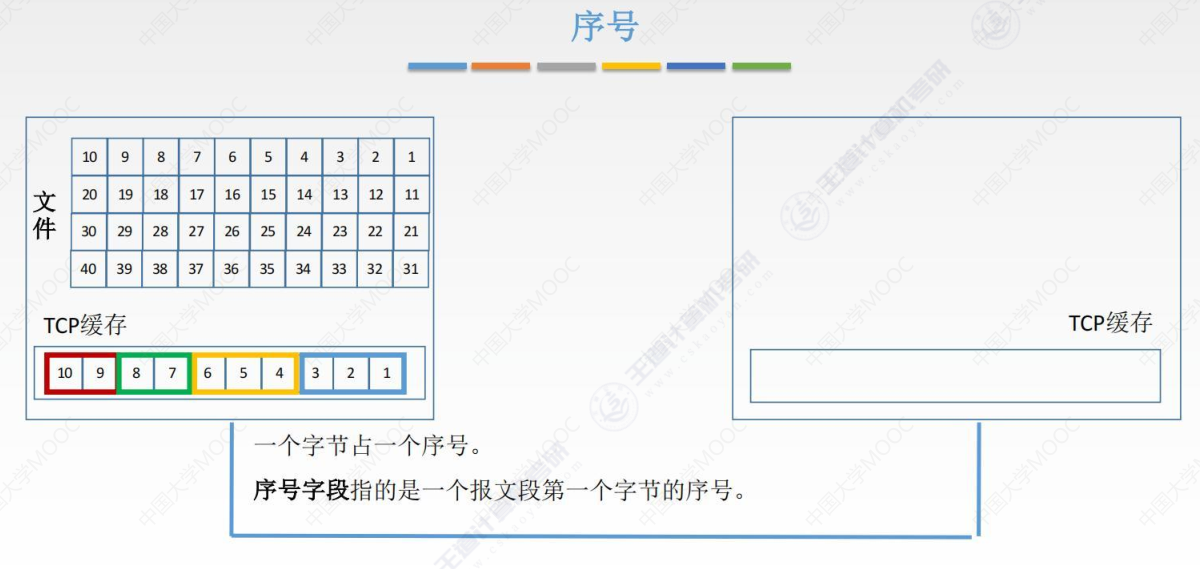 序号
文件
10 9 8 7 6 5 4 3 2 1
20 19 18 17 16 15 14 13 12 11
30 29 28 27 26 25 24 23 22 21
40 39 38 37 36 35 34 33 32 31
TCP缓存
10 9 8 7 6 5 4 3 2 1
TCP缓存
一个字节占一个序号。
序号字段指的是一个报文段第一个字节的序号。
中国大学MOOC
王道计算机考研
www.cskaoyan.com